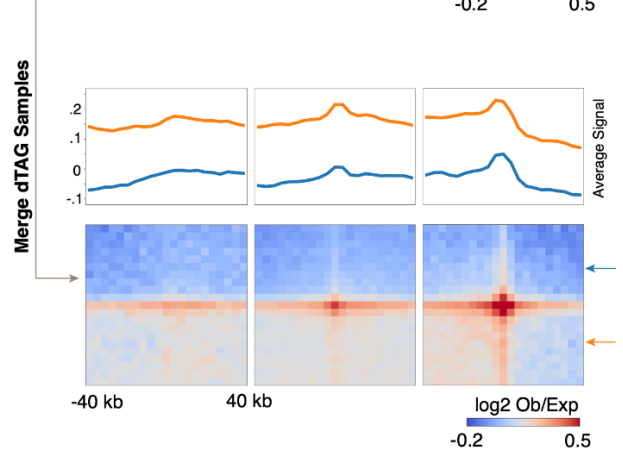 -0.2 0.5
Merge dTAG Samples
.2
.1
0
-.1
Average Signal
-40 kb 40 kb
log2 Ob/Exp
-0.2 0.5